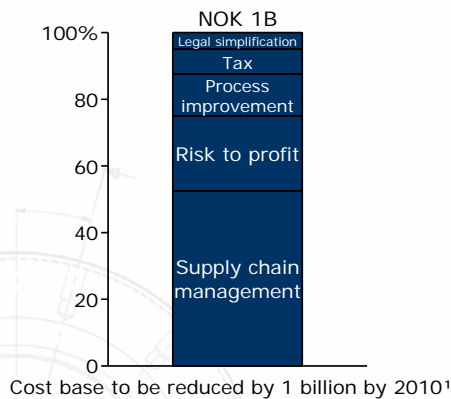 NOK 1B
100%
Legal simplification
Tax
80
Process
improvement
60
Risk to profit
40
Supply chain
management
20
0
Cost base to be reduced by 1 billion by 2010¹